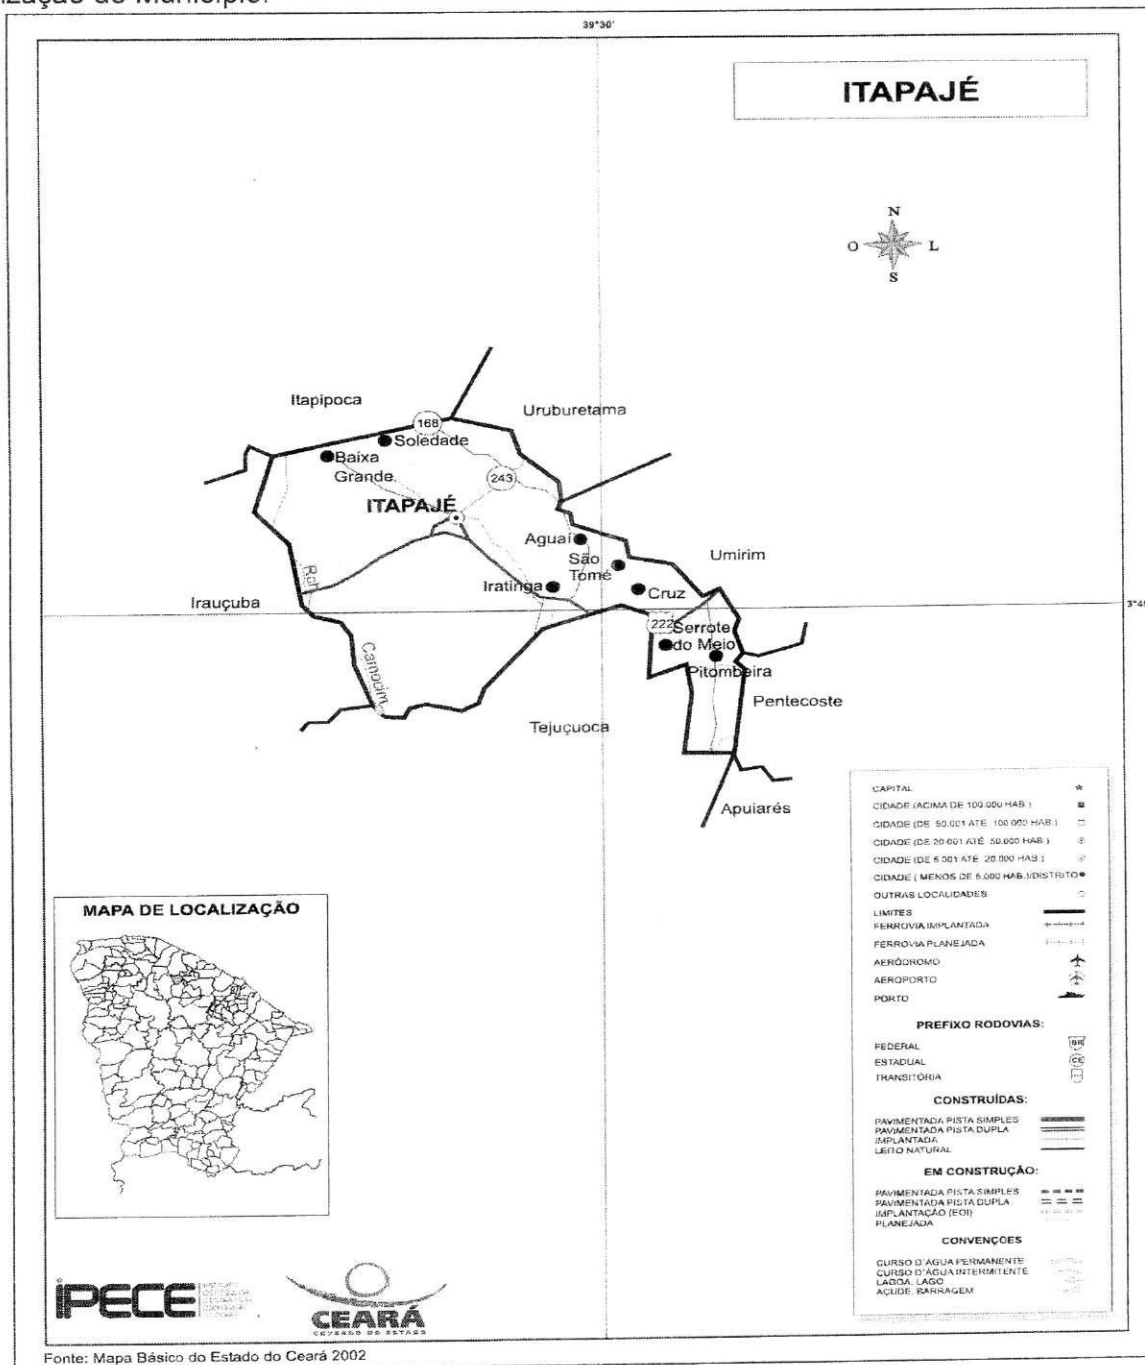 ização do Município.
39°30'
ITAPAJÉ
N
O L
S
Itapipoca
Uruburetama
168
Soledade
Baixa
Grande
243
ITAPAJÉ
Aguaí
São
Tomé
Umirim
Iratinga
Cruz
Irauçuba
3°45
222
Serrote
do Meio
Pitombeira
Camocim
Pentecoste
Tejuçuoca
Apuiarés
CAPITAL
CIDADE (ACIMA DE 100.000 HAB.)
CIDADE (DE 50.001 ATÉ 100.000 HAB.)
CIDADE (DE 20.001 ATÉ 50.000 HAB.)
CIDADE (DE 5.001 ATÉ 20.000 HAB.)
CIDADE ( MENOS DE 5.000 HAB.)/DISTRITO
OUTRAS LOCALIDADES
LIMITES
FERROVIA IMPLANTADA
FERROVIA PLANEJADA
AERÓDROMO
AEROPORTO
PORTO
PREFIXO RODOVIAS:
FEDERAL BR
ESTADUAL CE
TRANSITÓRIA
CONSTRUÍDAS:
PAVIMENTADA PISTA SIMPLES
PAVIMENTADA PISTA DUPLA
IMPLANTADA
LEITO NATURAL
EM CONSTRUÇÃO:
PAVIMENTADA PISTA SIMPLES
PAVIMENTADA PISTA DUPLA
IMPLANTAÇÃO (EOI)
PLANEJADA
CONVENÇÕES
CURSO D'ÁGUA PERMANENTE
CURSO D'ÁGUA INTERMITENTE
LAGOA, LAGO
AÇUDE, BARRAGEM
MAPA DE LOCALIZAÇÃO
IPECE
CEARÁ
GOVERNO DO ESTADO
Fonte: Mapa Básico do Estado do Ceará 2002